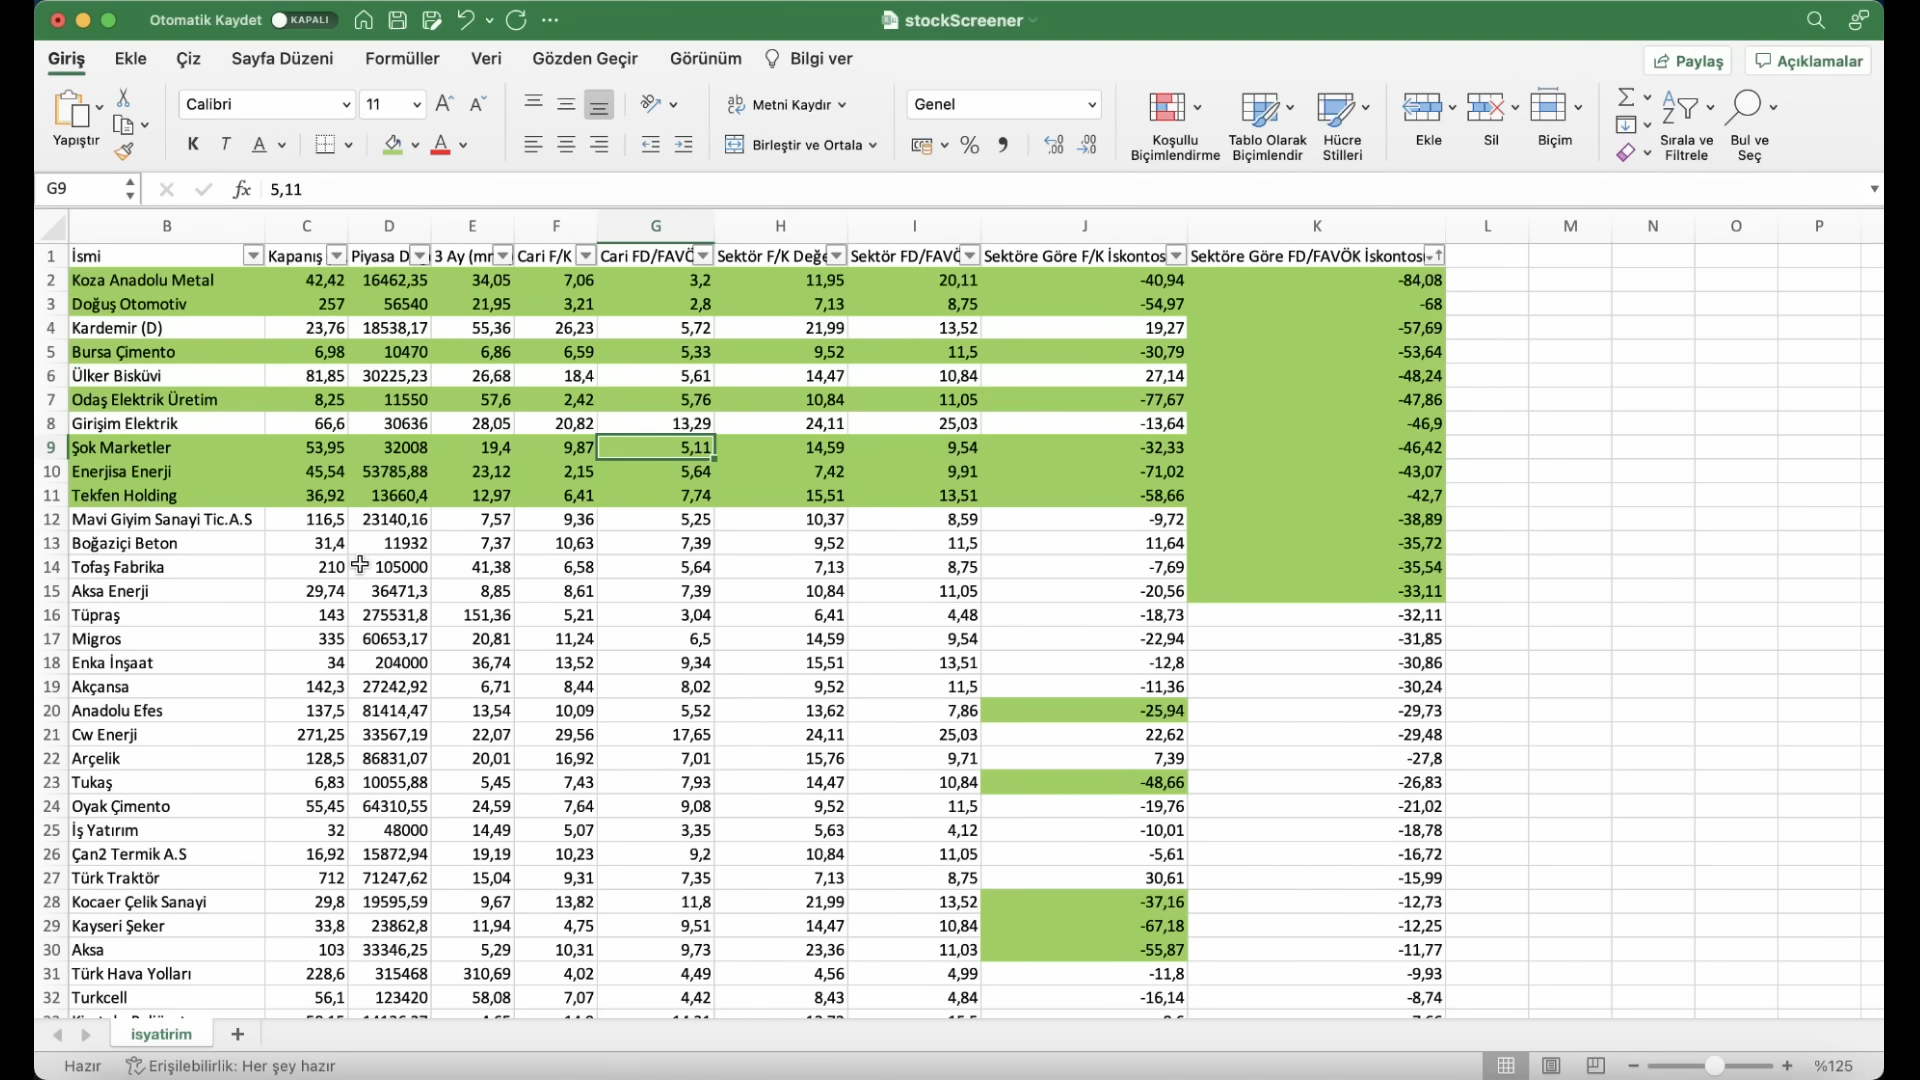 Otomatik Kaydet KAPALI stockScreener
Giriş Ekle Çiz Sayfa Düzeni Formüller Veri Gözden Geçir Görünüm Bilgi ver Paylaş Açıklamalar
Yapıştır Calibri 11 Metni Kaydır Genel
K T A Birleştir ve Ortala
Koşullu Biçimlendirme Tablo Olarak Biçimlendir Hücre Stilleri Ekle Sil Biçim Sırala ve Filtrele Bul ve Seç
G9 fx 5,11
B C D E F G H I J K L M N O P
1 İsmi Kapanış Piyasa D 3 Ay (mr Cari F/K Cari FD/FAVÖ Sektör F/K Değe Sektör FD/FAVÖ Sektöre Göre F/K İskontos Sektöre Göre FD/FAVÖK İskontos
2 Koza Anadolu Metal 42,42 16462,35 34,05 7,06 3,2 11,95 20,11 -40,94 -84,08
3 Doğuş Otomotiv 257 56540 21,95 3,21 2,8 7,13 8,75 -54,97 -68
4 Kardemir (D) 23,76 18538,17 55,36 26,23 5,72 21,99 13,52 19,27 -57,69
5 Bursa Çimento 6,98 10470 6,86 6,59 5,33 9,52 11,5 -30,79 -53,64
6 Ülker Bisküvi 81,85 30225,23 26,68 18,4 5,61 14,47 10,84 27,14 -48,24
7 Odaş Elektrik Üretim 8,25 11550 57,6 2,42 5,76 10,84 11,05 -77,67 -47,86
8 Girişim Elektrik 66,6 30636 28,05 20,82 13,29 24,11 25,03 -13,64 -46,9
9 Şok Marketler 53,95 32008 19,4 9,87 5,11 14,59 9,54 -32,33 -46,42
10 Enerjisa Enerji 45,54 53785,88 23,12 2,15 5,64 7,42 9,91 -71,02 -43,07
11 Tekfen Holding 36,92 13660,4 12,97 6,41 7,74 15,51 13,51 -58,66 -42,7
12 Mavi Giyim Sanayi Tic.A.S 116,5 23140,16 7,57 9,36 5,25 10,37 8,59 -9,72 -38,89
13 Boğaziçi Beton 31,4 11932 7,37 10,63 7,39 9,52 11,5 11,64 -35,72
14 Tofaş Fabrika 210 105000 41,38 6,58 5,64 7,13 8,75 -7,69 -35,54
15 Aksa Enerji 29,74 36471,3 8,85 8,61 7,39 10,84 11,05 -20,56 -33,11
16 Tüpraş 143 275531,8 151,36 5,21 3,04 6,41 4,48 -18,73 -32,11
17 Migros 335 60653,17 20,81 11,24 6,5 14,59 9,54 -22,94 -31,85
18 Enka İnşaat 34 204000 36,74 13,52 9,34 15,51 13,51 -12,8 -30,86
19 Akçansa 142,3 27242,92 6,71 8,44 8,02 9,52 11,5 -11,36 -30,24
20 Anadolu Efes 137,5 81414,47 13,54 10,09 5,52 13,62 7,86 -25,94 -29,73
21 Cw Enerji 271,25 33567,19 22,07 29,56 17,65 24,11 25,03 22,62 -29,48
22 Arçelik 128,5 86831,07 20,01 16,92 7,01 15,76 9,71 7,39 -27,8
23 Tukaş 6,83 10055,88 5,45 7,43 7,93 14,47 10,84 -48,66 -26,83
24 Oyak Çimento 55,45 64310,55 24,59 7,64 9,08 9,52 11,5 -19,76 -21,02
25 İş Yatırım 32 48000 14,49 5,07 3,35 5,63 4,12 -10,01 -18,78
26 Çan2 Termik A.S 16,92 15872,94 19,19 10,23 9,2 10,84 11,05 -5,61 -16,72
27 Türk Traktör 712 71247,62 15,04 9,31 7,35 7,13 8,75 30,61 -15,99
28 Kocaer Çelik Sanayi 29,8 19595,59 9,67 13,82 11,8 21,99 13,52 -37,16 -12,73
29 Kayseri Şeker 33,8 23862,8 11,94 4,75 9,51 14,47 10,84 -67,18 -12,25
30 Aksa 103 33346,25 5,29 10,31 9,73 23,36 11,03 -55,87 -11,77
31 Türk Hava Yolları 228,6 315468 310,69 4,02 4,49 4,56 4,99 -11,8 -9,93
32 Turkcell 56,1 123420 58,08 7,07 4,42 8,43 4,84 -16,14 -8,74
isyatirim
Hazır Erişilebilirlik: Her şey hazır %125